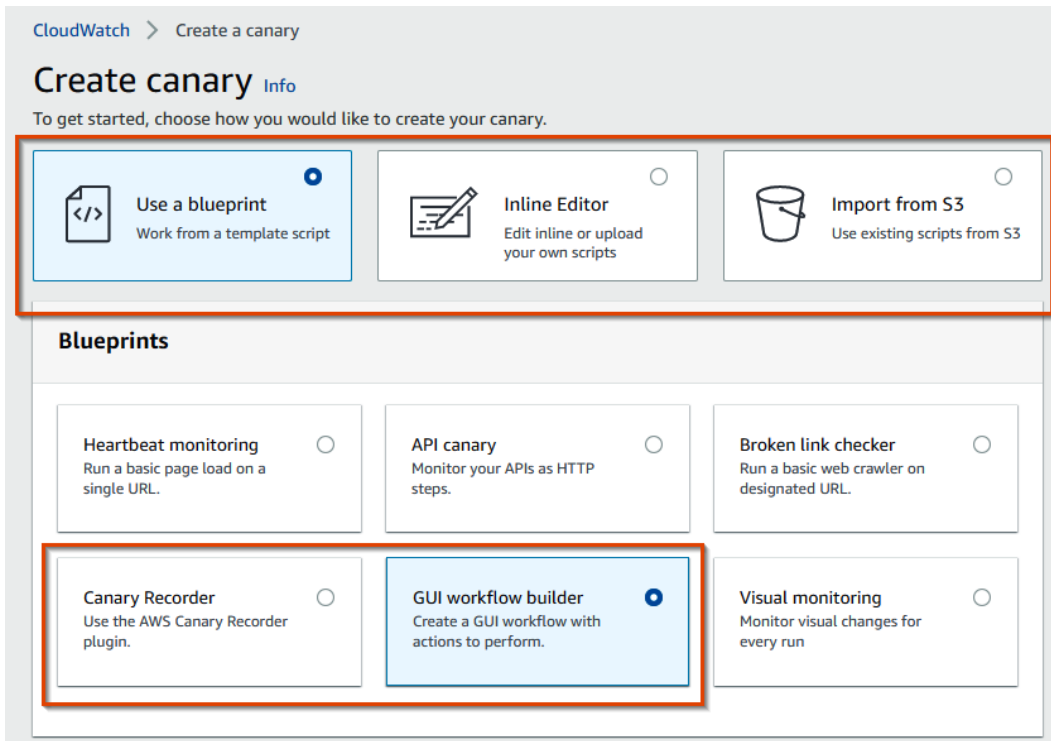 CloudWatch > Create a canary
Create canary Info
To get started, choose how you would like to create your canary.
</> Use a blueprint
Work from a template script
Inline Editor
Edit inline or upload
your own scripts
Import from S3
Use existing scripts from S3
Blueprints
Heartbeat monitoring
Run a basic page load on a
single URL.
API canary
Monitor your APIs as HTTP
steps.
Broken link checker
Run a basic web crawler on
designated URL.
Canary Recorder
Use the AWS Canary Recorder
plugin.
GUI workflow builder
Create a GUI workflow with
actions to perform.
Visual monitoring
Monitor visual changes for
every run